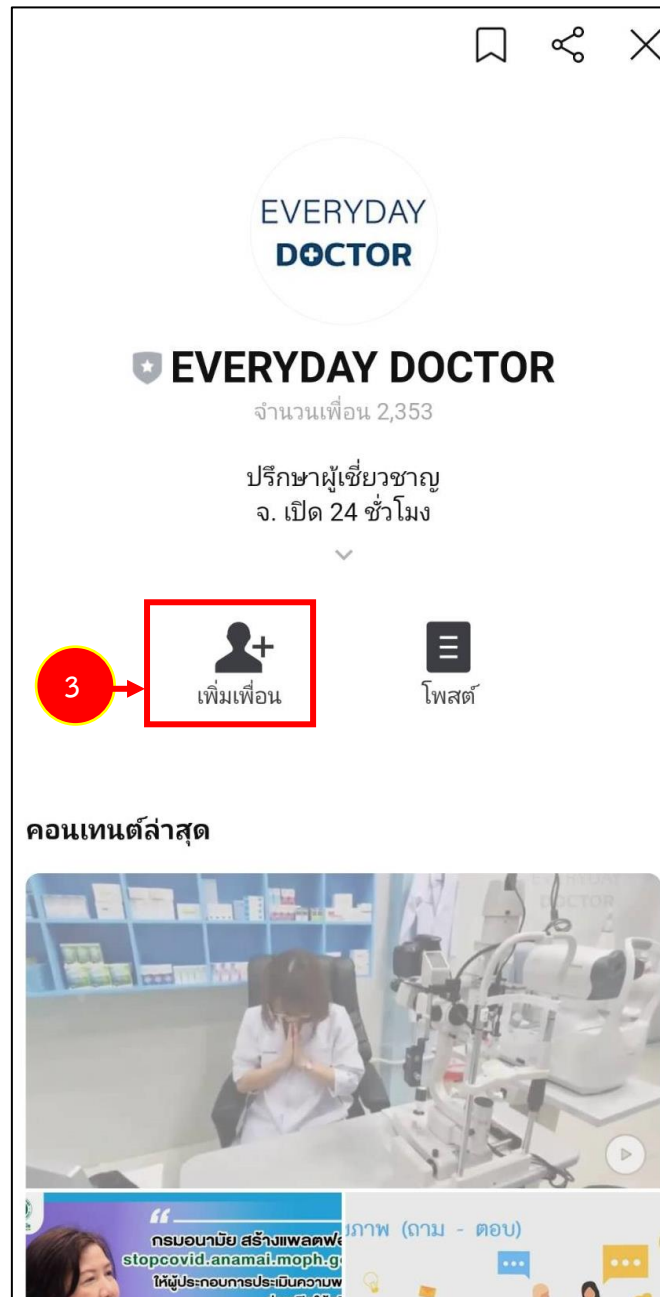 EVERYDAY
DOCTOR
EVERYDAY DOCTOR
จำนวนเพื่อน 2,353
ปรึกษาผู้เชี่ยวชาญ
จ. เปิด 24 ชั่วโมง
3
เพิ่มเพื่อน
โพสต์
คอนเทนต์ล่าสุด
EVERYDAY
DOCTOR
กรมอนามัย สร้างแพลตฟ
stopcovid.anamai.moph.g
ให้ผู้ประกอบการประเมินความพ
ภาพ (ถาม - ตอบ)